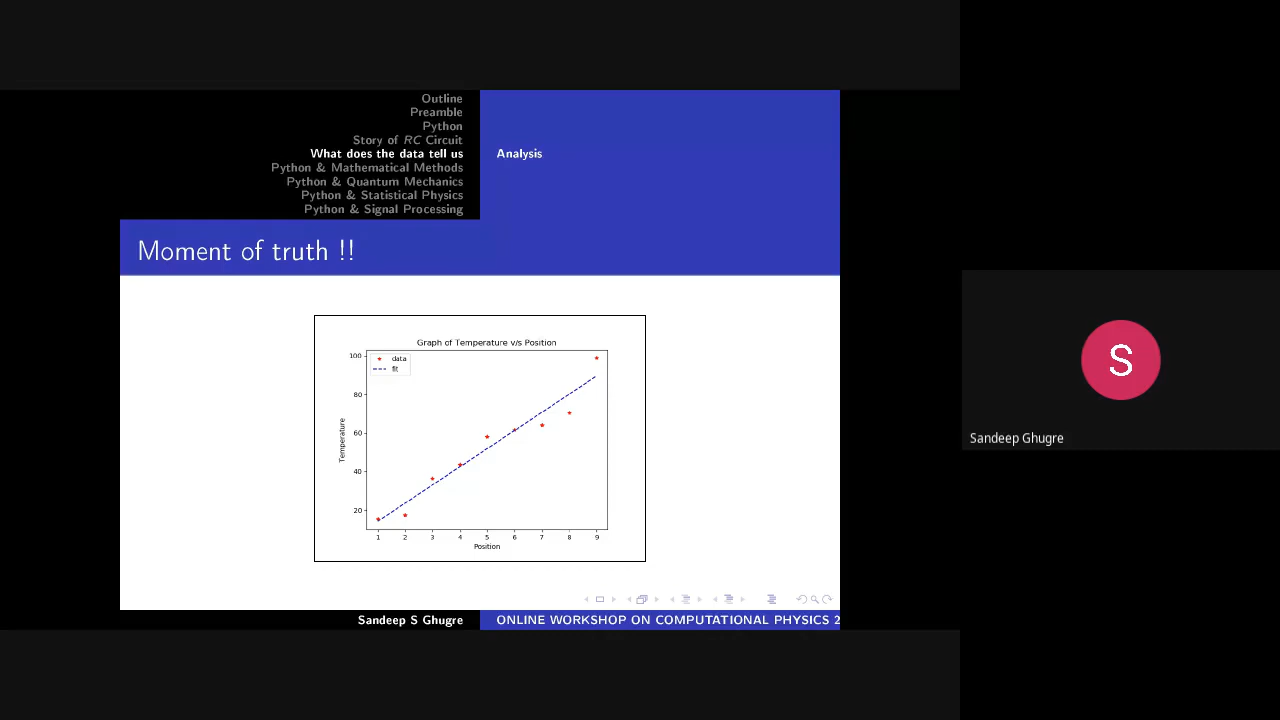 Outline
Preamble
Python
Story of RC Circuit
What does the data tell us
Python & Mathematical Methods
Python & Quantum Mechanics
Python & Statistical Physics
Python & Signal Processing
Analysis
Moment of truth !!
Graph of Temperature v/s Position
data
fit
100
80
60
40
20
Temperature
1 2 3 4 5 6 7 8 9
Position
Sandeep S Ghugre
ONLINE WORKSHOP ON COMPUTATIONAL PHYSICS 2
S
Sandeep Ghugre